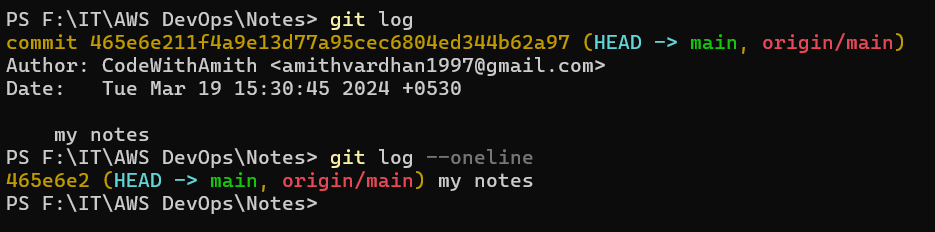 PS F:\IT\AWS DevOps\Notes> git log
commit 465e6e211f4a9e13d77a95cec6804ed344b62a97 (HEAD -> main, origin/main)
Author: CodeWithAmith <amithvardhan1997@gmail.com>
Date:   Tue Mar 19 15:30:45 2024 +0530

    my notes
PS F:\IT\AWS DevOps\Notes> git log --oneline
465e6e2 (HEAD -> main, origin/main) my notes
PS F:\IT\AWS DevOps\Notes>